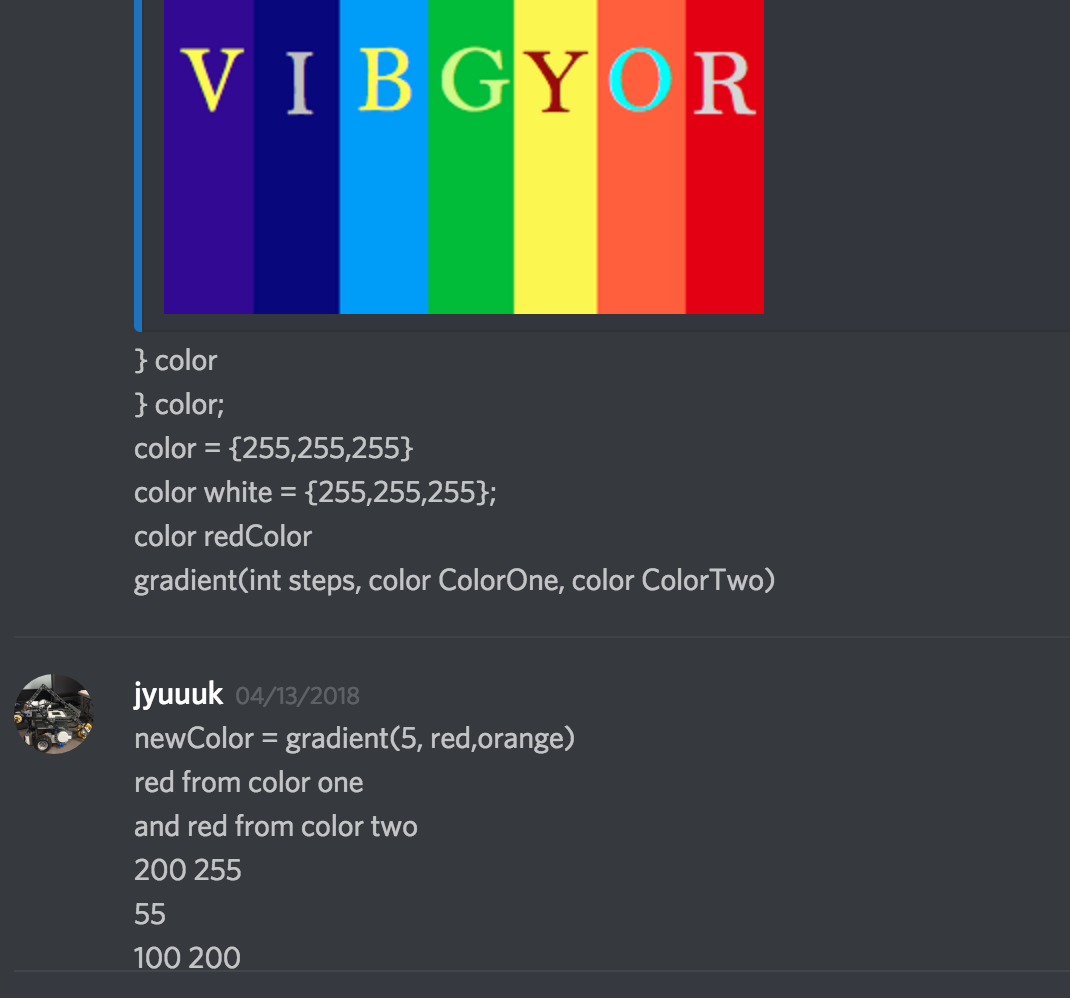 V I B G Y O R
} color
} color;
color = {255,255,255}
color white = {255,255,255};
color redColor
gradient(int steps, color ColorOne, color ColorTwo)
jyuuuk 04/13/2018
newColor = gradient(5, red,orange)
red from color one
and red from color two
200 255
55
100 200